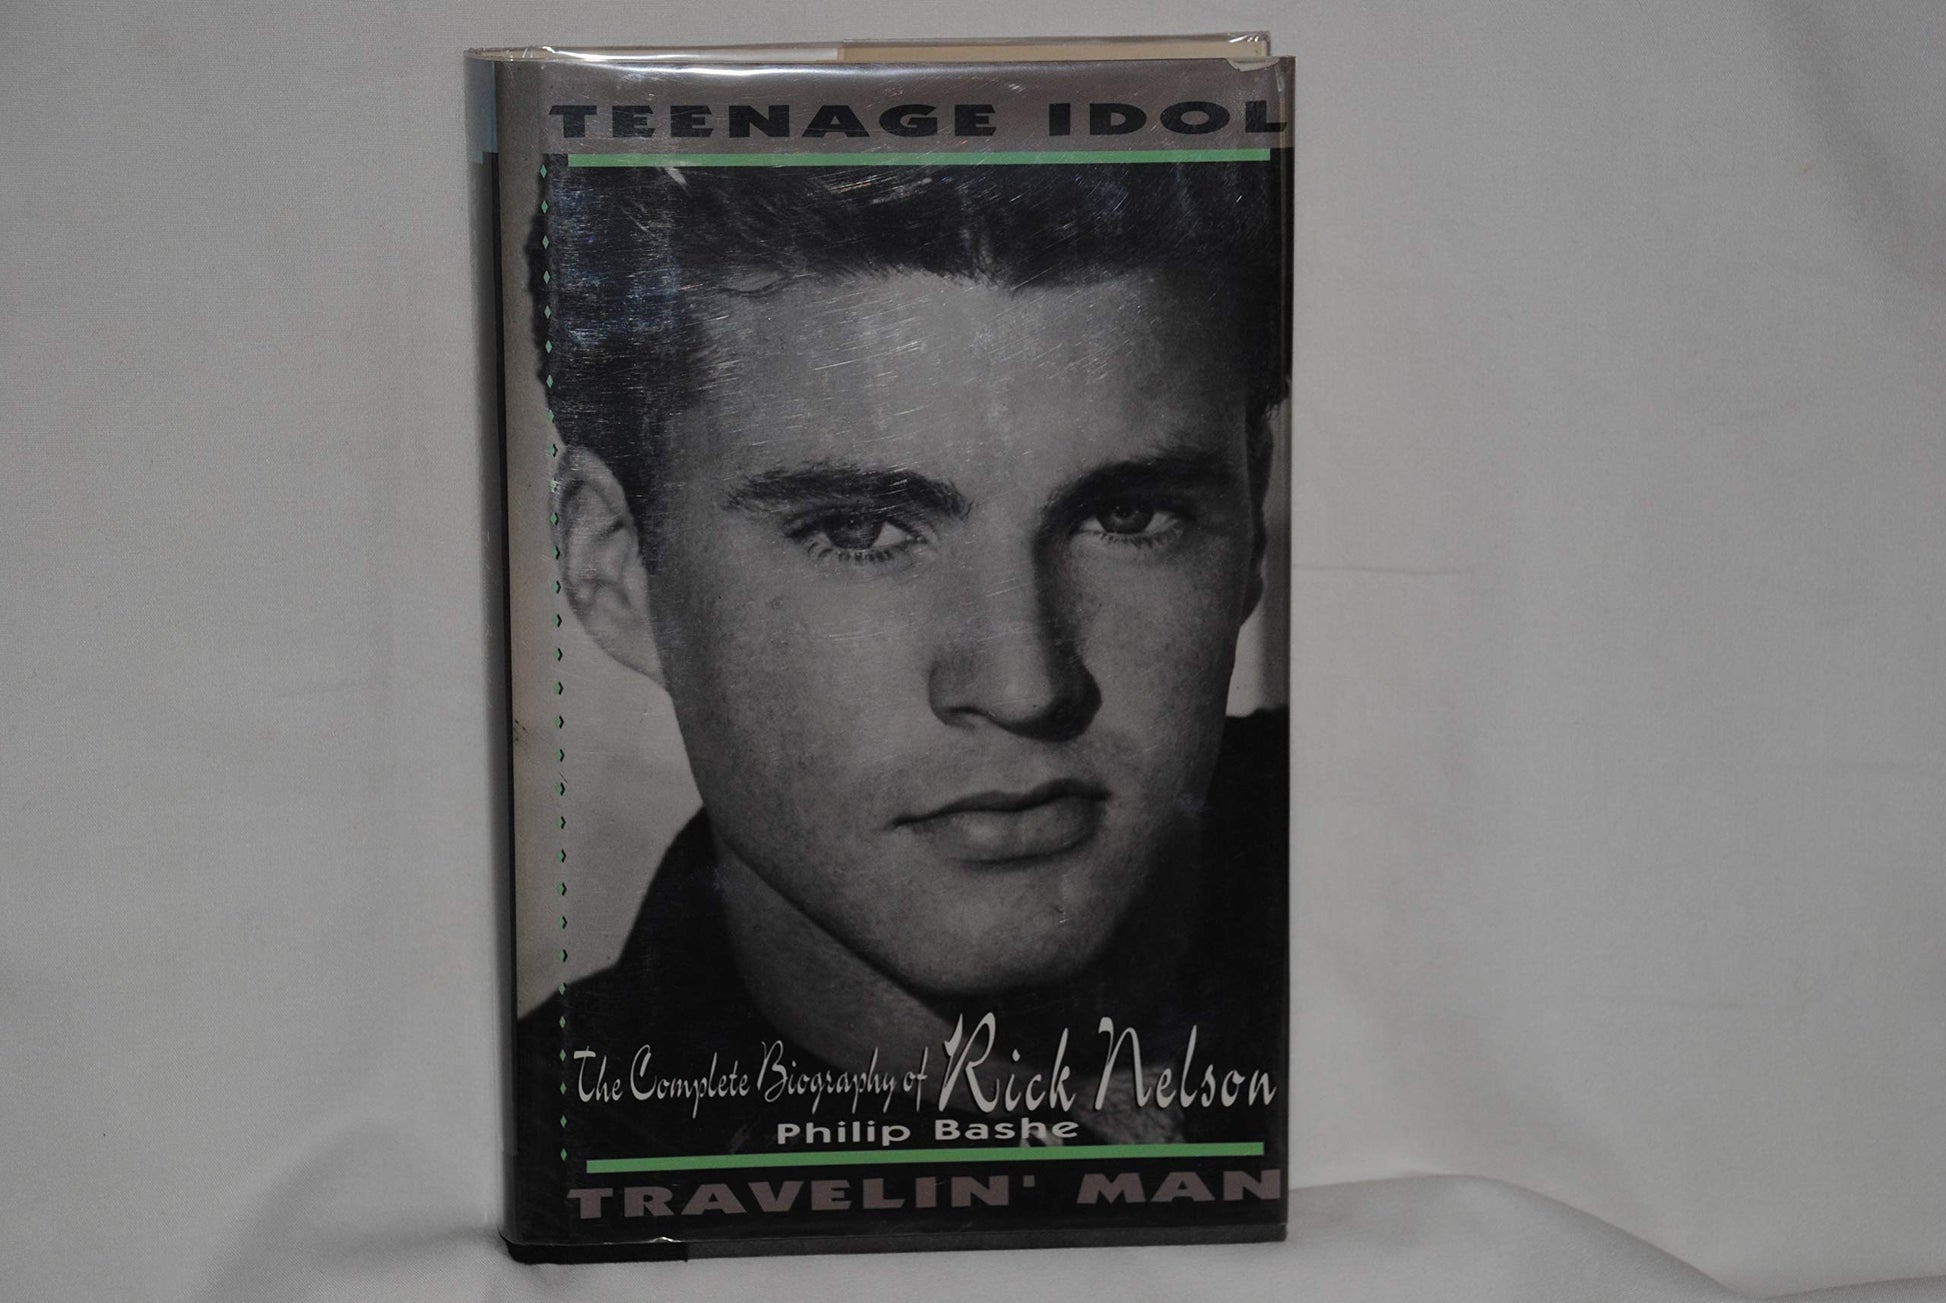 TEENAGE IDOL
The Complete Biography of Rick Nelson
Philip Bashe
TRAVELIN' MAN